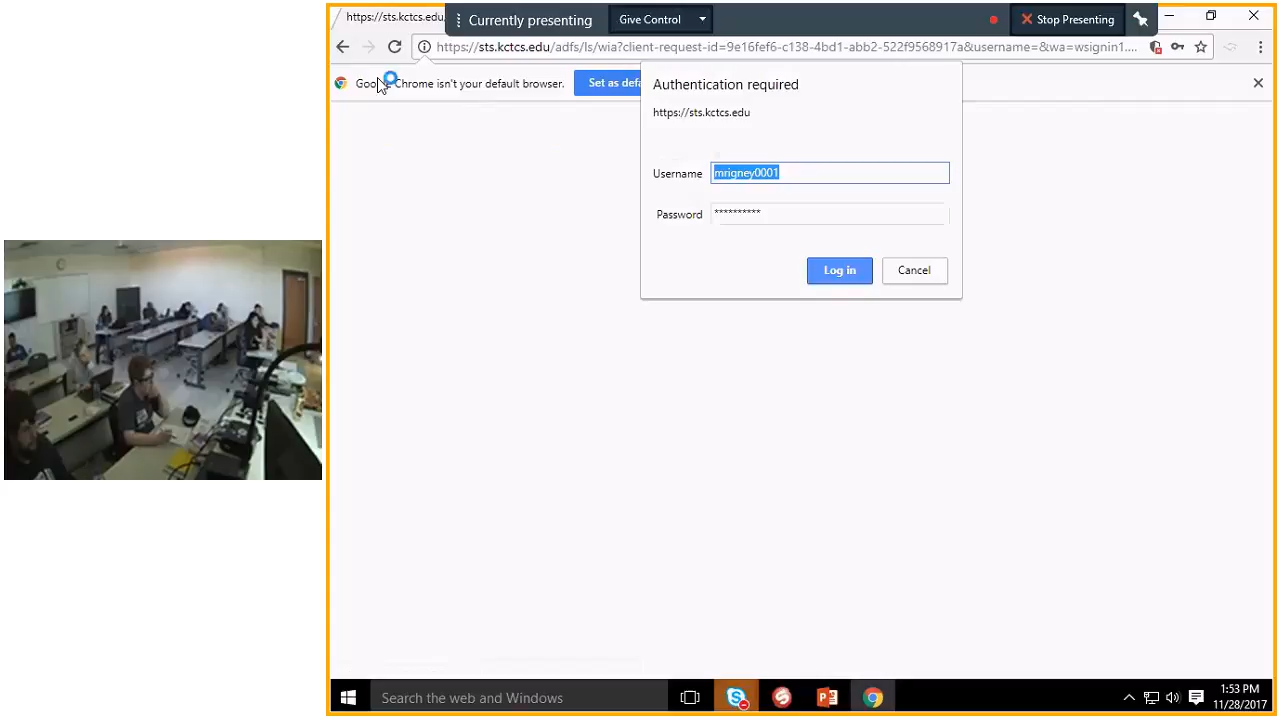 https://sts.kctcs.edu
Currently presenting
Give Control
Stop Presenting
https://sts.kctcs.edu/adfs/ls/wia?client-request-id=9e16fef6-c138-4bd1-abb2-522f9568917a&username=&wa=wsignin1....
Chrome isn't your default browser.
Set as
Authentication required
https://sts.kctcs.edu
Username
mrigney0001
Password
**********
Log in
Cancel
Search the web and Windows
1:53 PM
11/28/2017